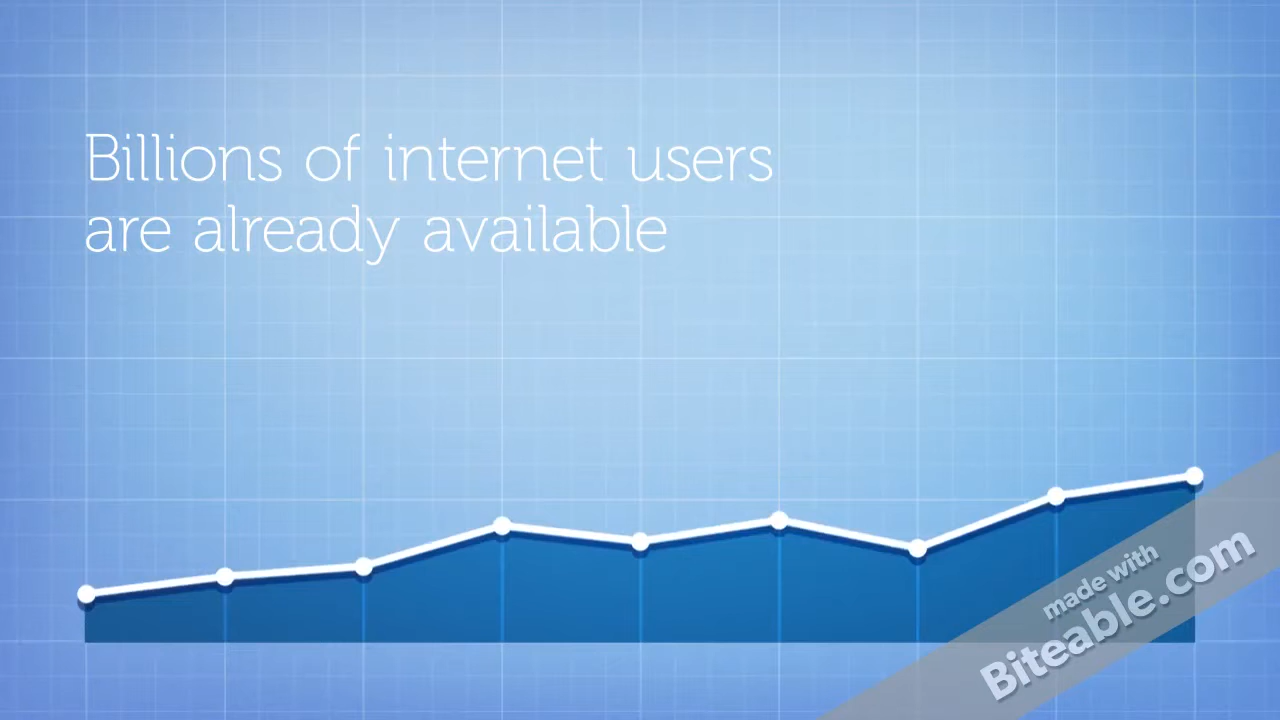 Billions of internet users
are already available
made with
Biteable.com